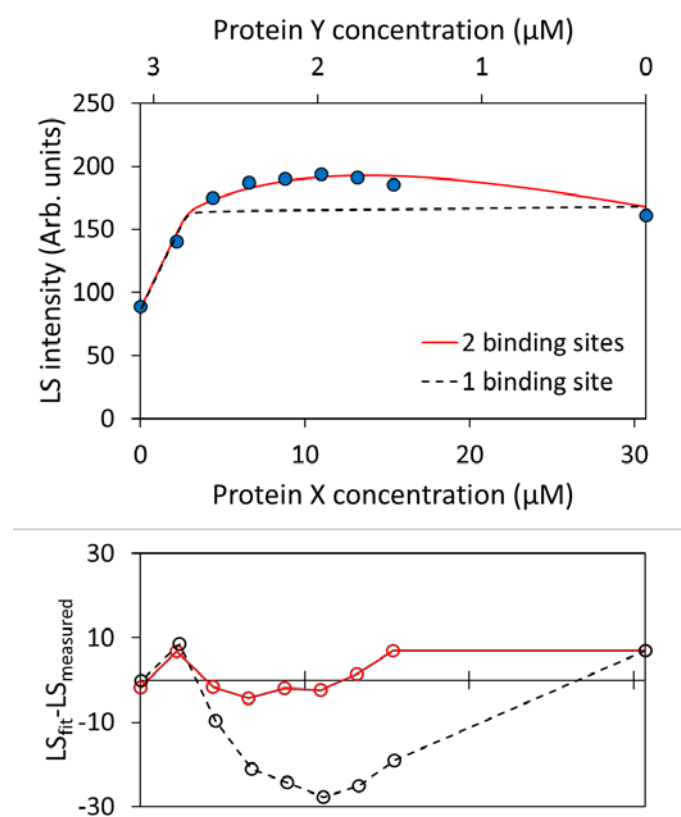 Protein Y concentration (µM)
3 2 1 0
LS intensity (Arb. units)
250
200
150
100
50
0
2 binding sites
1 binding site
0 10 20 30
Protein X concentration (µM)
LSfit-LSmeasured
30
10
-10
-30